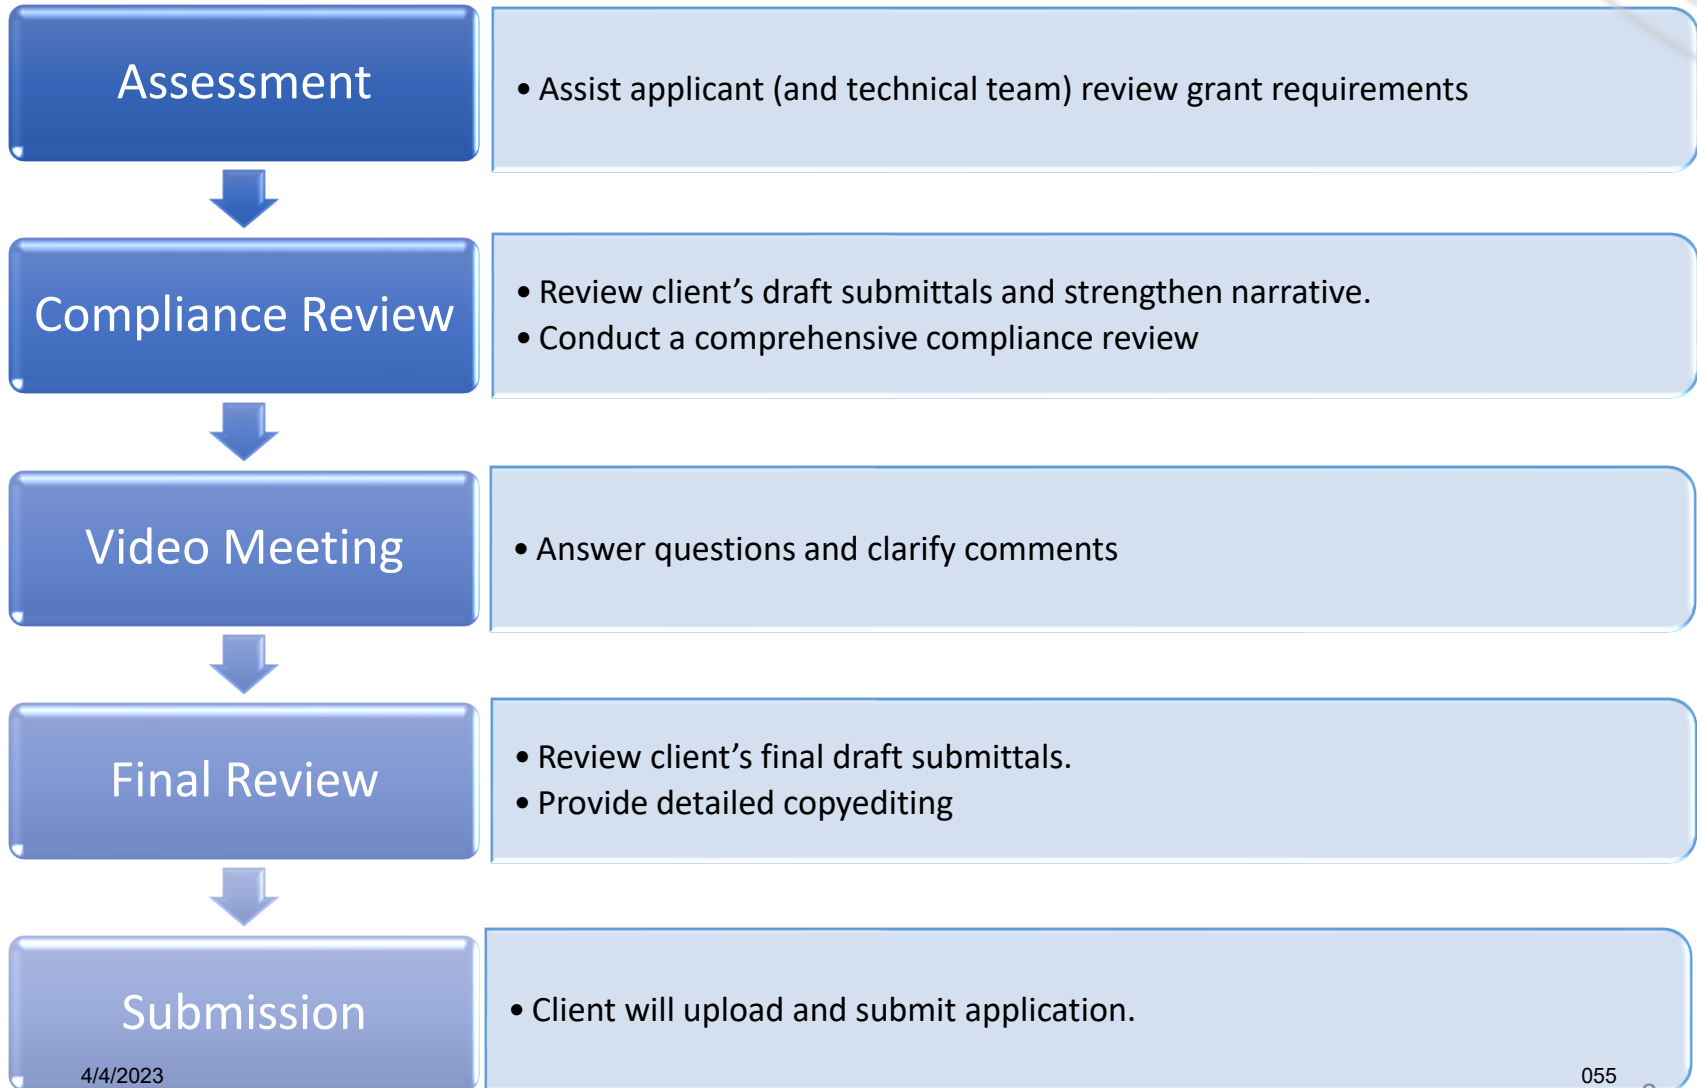 Assessment
• Assist applicant (and technical team) review grant requirements
Compliance Review
• Review client’s draft submittals and strengthen narrative.
• Conduct a comprehensive compliance review
Video Meeting
• Answer questions and clarify comments
Final Review
• Review client’s final draft submittals.
• Provide detailed copyediting
Submission
• Client will upload and submit application.
4/4/2023
055